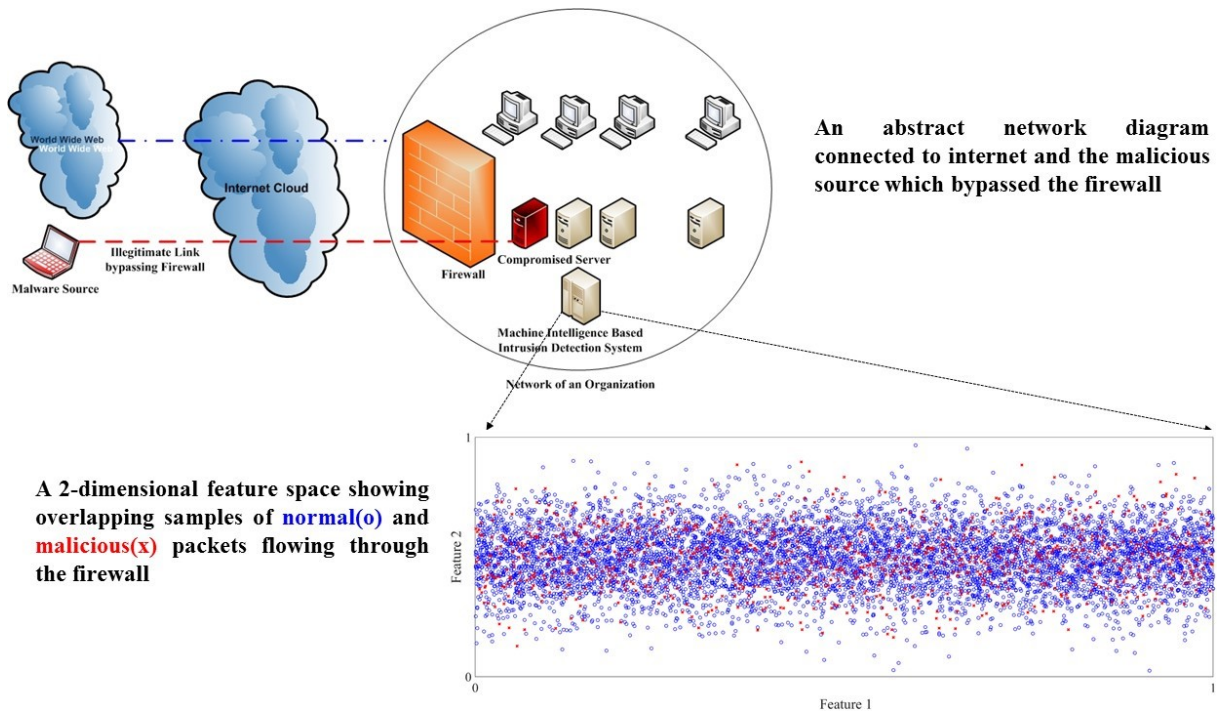 World Wide Web
World Wide Web
Internet Cloud
Illegitimate Link
bypassing Firewall
Malware Source
Firewall
Compromised Server
Machine Intelligence Based
Intrusion Detection System
Network of an Organization
An abstract network diagram
connected to internet and the malicious
source which bypassed the firewall
A 2-dimensional feature space showing
overlapping samples of normal(o) and
malicious(x) packets flowing through
the firewall
1
Feature 2
0
0
1
Feature 1